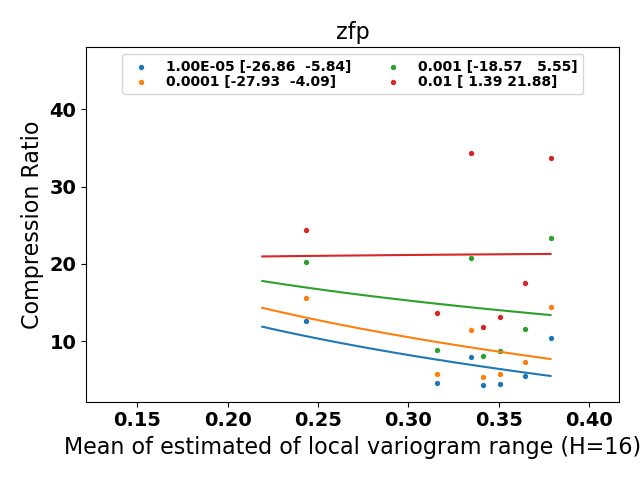 zfp
1.00E-05 [-26.86  -5.84]
0.0001 [-27.93  -4.09]
0.001 [-18.57   5.55]
0.01 [ 1.39 21.88]
Compression Ratio
40
30
20
10
0.15 0.20 0.25 0.30 0.35 0.40
Mean of estimated of local variogram range (H=16)